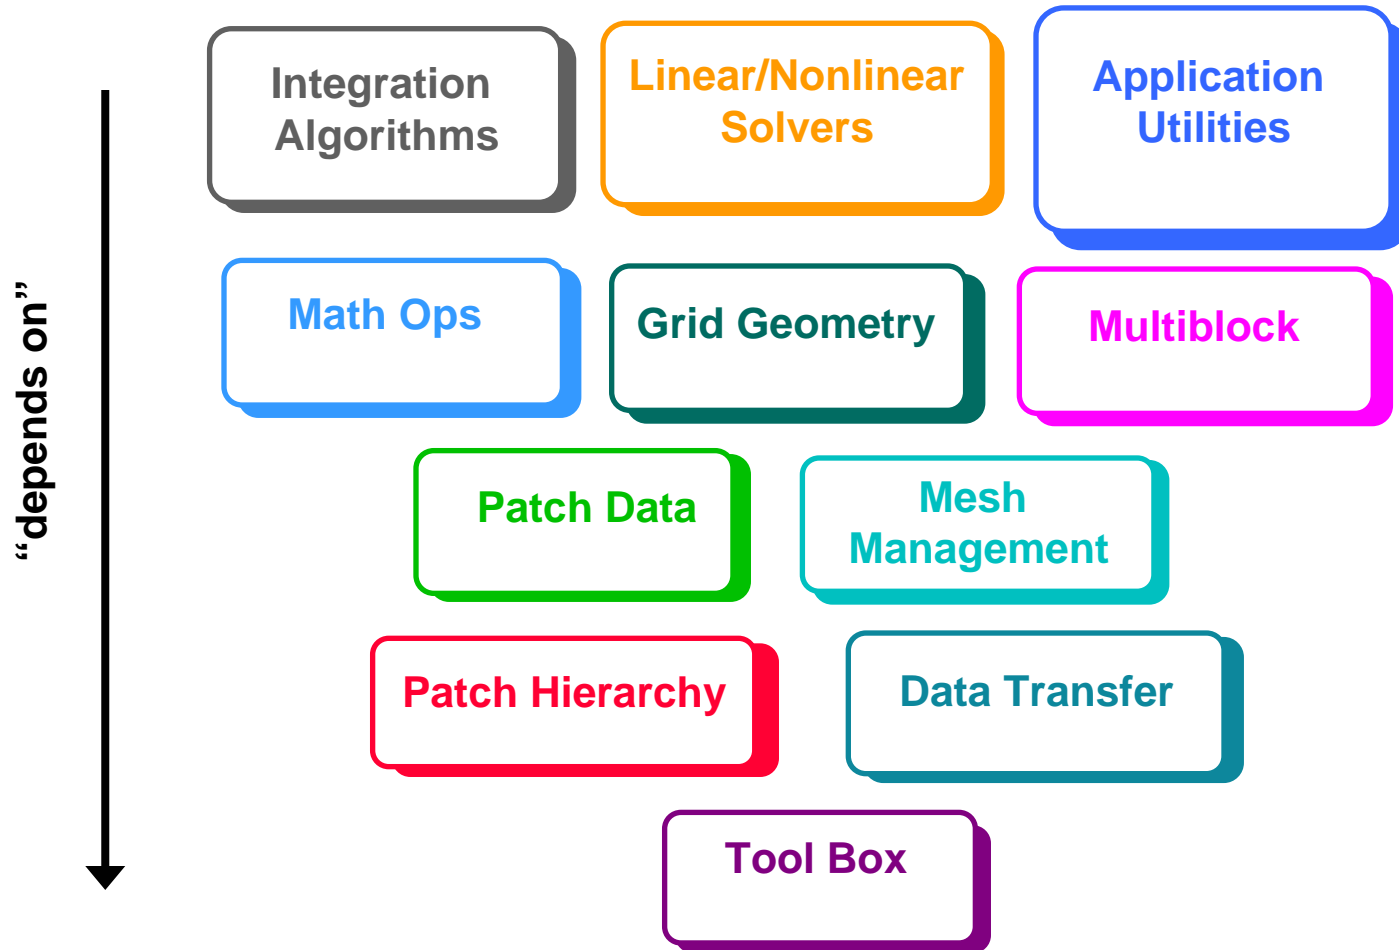 Integration
Algorithms
Linear/Nonlinear
Solvers
Application
Utilities
“depends on”
Math Ops
Grid Geometry
Multiblock
Patch Data
Mesh
Management
Patch Hierarchy
Data Transfer
Tool Box